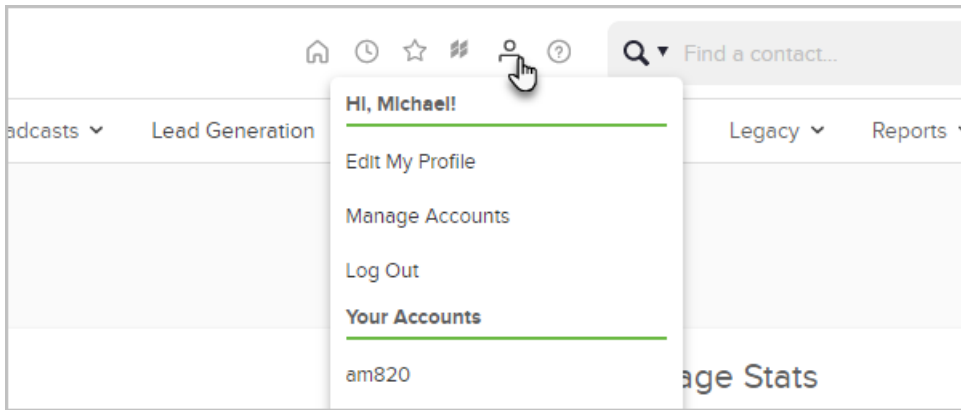 Find a contact...
Hi, Michael!
adcasts Lead Generation Legacy Reports
Edit My Profile
Manage Accounts
Log Out
Your Accounts
am820
age Stats